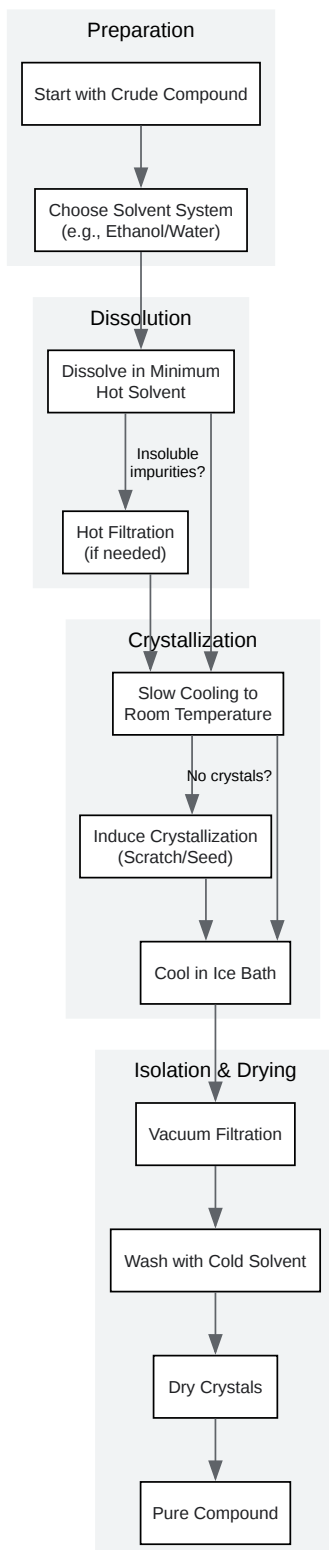 Preparation
Start with Crude Compound
Choose Solvent System
(e.g., Ethanol/Water)
Dissolution
Dissolve in Minimum
Hot Solvent
Insoluble
impurities?
Hot Filtration
(if needed)
Crystallization
Slow Cooling to
Room Temperature
No crystals?
Induce Crystallization
(Scratch/Seed)
Cool in Ice Bath
Isolation & Drying
Vacuum Filtration
Wash with Cold Solvent
Dry Crystals
Pure Compound